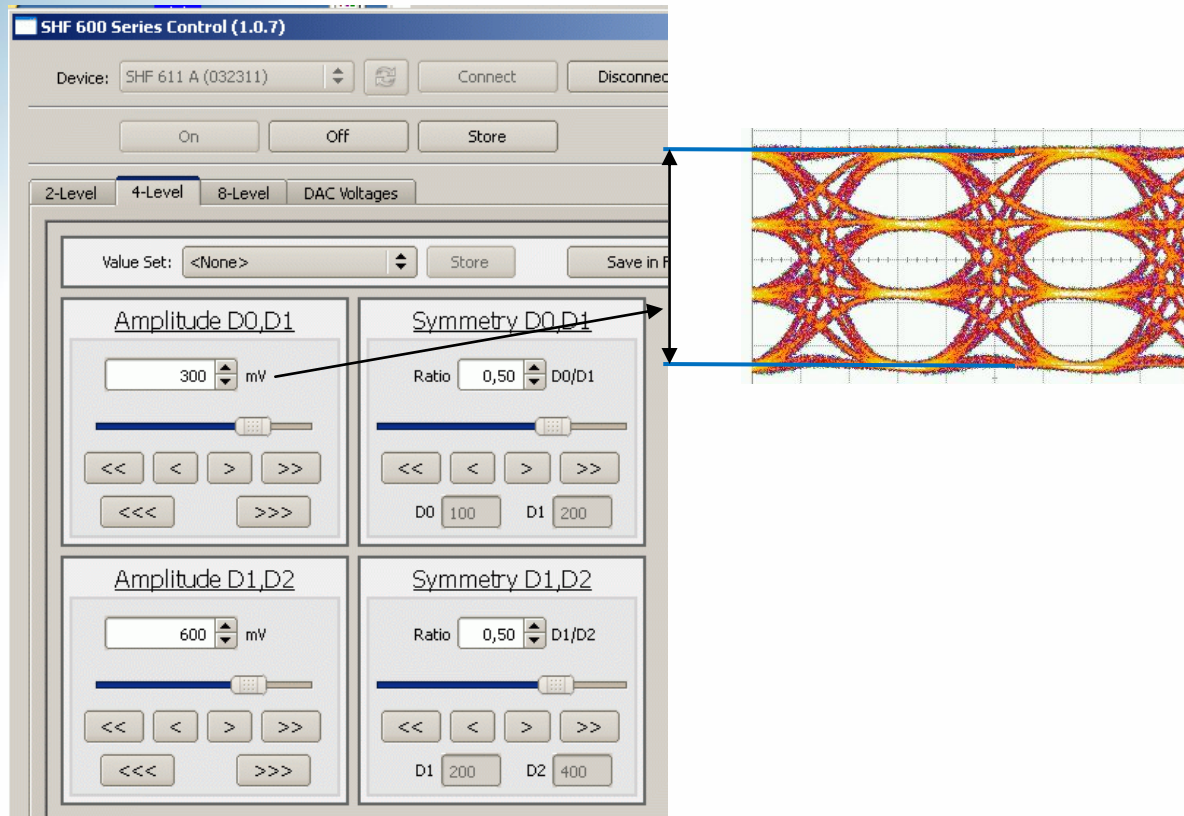 SHF 600 Series Control (1.0.7)
Device: SHF 611 A (032311) Connect Disconnec
On Off Store
2-Level 4-Level 8-Level DAC Voltages
Value Set: <None> Store Save in F
Amplitude D0,D1 Symmetry D0,D1
300 mV Ratio 0,50 D0/D1
<< < > >> << < > >>
<<< >>> D0 100 D1 200
Amplitude D1,D2 Symmetry D1,D2
600 mV Ratio 0,50 D1/D2
<< < > >> << < > >>
<<< >>> D1 200 D2 400